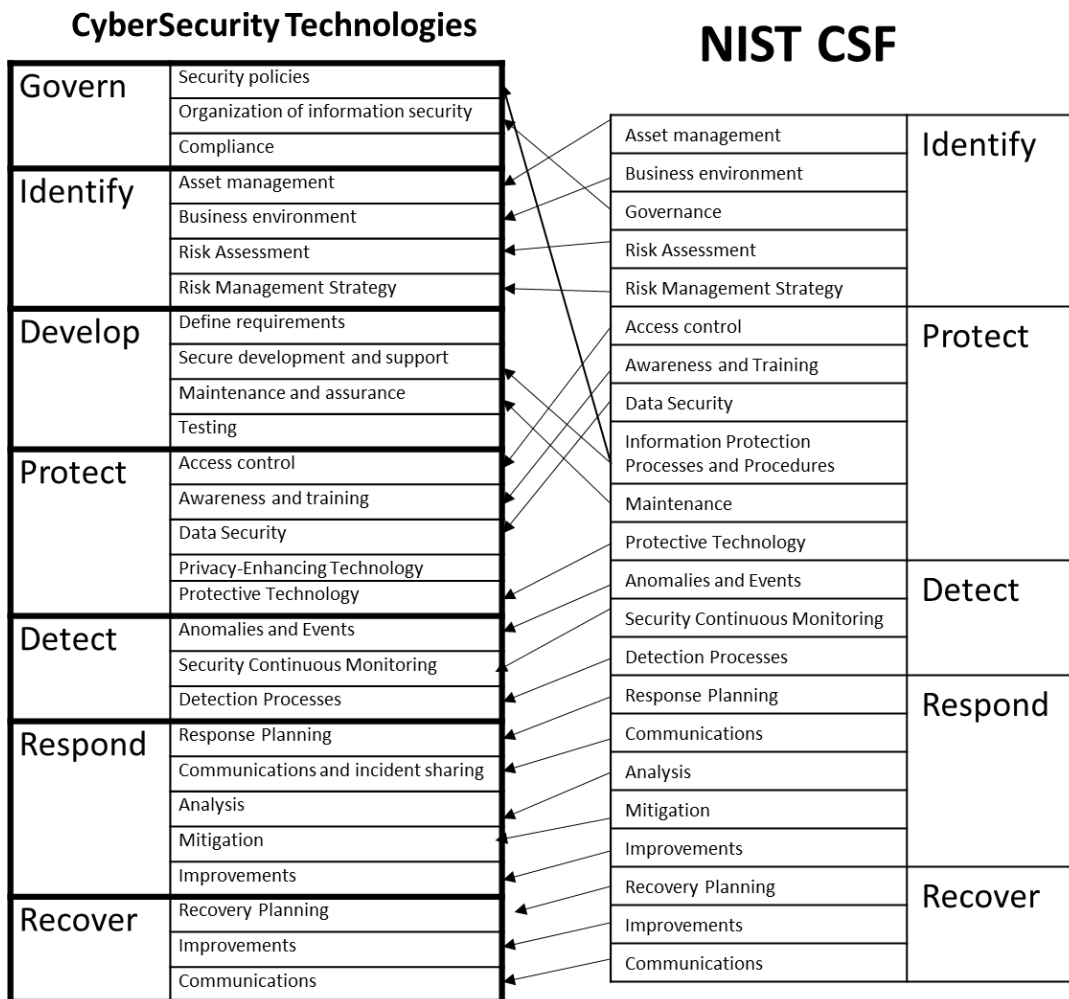 CyberSecurity Technologies
Govern
Security policies
Organization of information security
Compliance
Identify
Asset management
Business environment
Risk Assessment
Risk Management Strategy
Develop
Define requirements
Secure development and support
Maintenance and assurance
Testing
Protect
Access control
Awareness and training
Data Security
Privacy-Enhancing Technology
Protective Technology
Detect
Anomalies and Events
Security Continuous Monitoring
Detection Processes
Respond
Response Planning
Communications and incident sharing
Analysis
Mitigation
Improvements
Recover
Recovery Planning
Improvements
Communications
NIST CSF
Identify
Asset management
Business environment
Governance
Risk Assessment
Risk Management Strategy
Protect
Access control
Awareness and Training
Data Security
Information Protection
Processes and Procedures
Maintenance
Protective Technology
Detect
Anomalies and Events
Security Continuous Monitoring
Detection Processes
Respond
Response Planning
Communications
Analysis
Mitigation
Improvements
Recover
Recovery Planning
Improvements
Communications